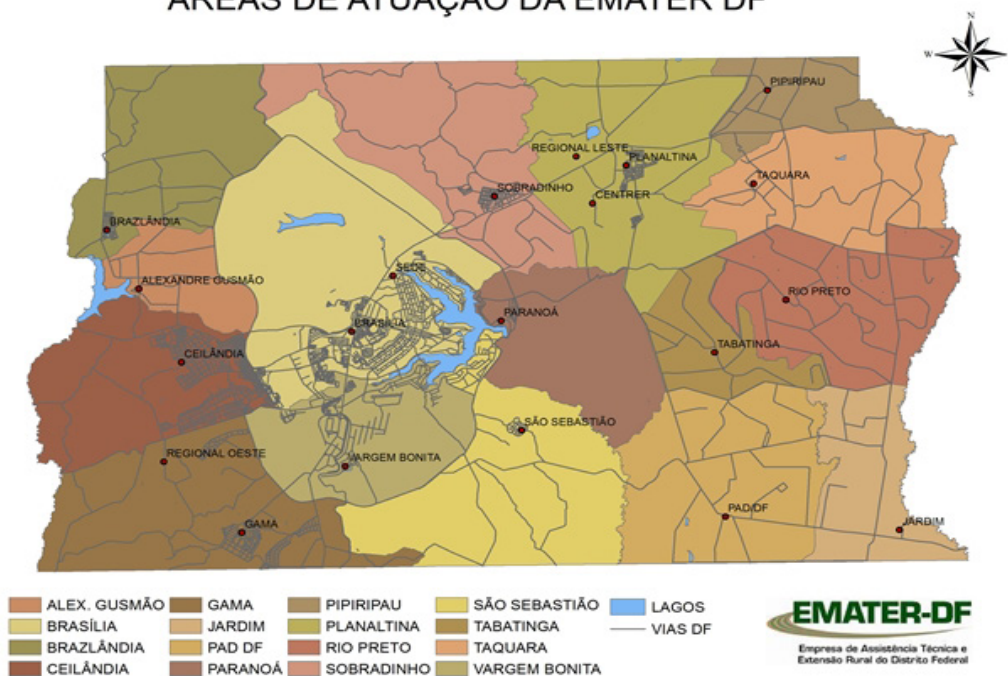 ÁREAS DE ATUAÇÃO DA EMATER DF
N
W
S
PIPIRIPAU
REGIONAL LESTE
PLANALTINA
TAQUARA
SOBRADINHO
CENTRER
BRAZLÂNDIA
SEDE
ALEXANDRE GUSMÃO
RIO PRETO
PARANOÁ
BRASÍLIA
TABATINGA
CEILÂNDIA
SÃO SEBASTIÃO
REGIONAL OESTE
VARGEM BONITA
PAD/DF
GAMA
JARDIM
ALEX. GUSMÃO GAMA PIPIRIPAU SÃO SEBASTIÃO LAGOS
BRASÍLIA JARDIM PLANALTINA TABATINGA VIAS DF
BRAZLÂNDIA PAD DF RIO PRETO TAQUARA
CEILÂNDIA PARANOÁ SOBRADINHO VARGEM BONITA
EMATER-DF
Empresa de Assistência Técnica e
Extensão Rural do Distrito Federal